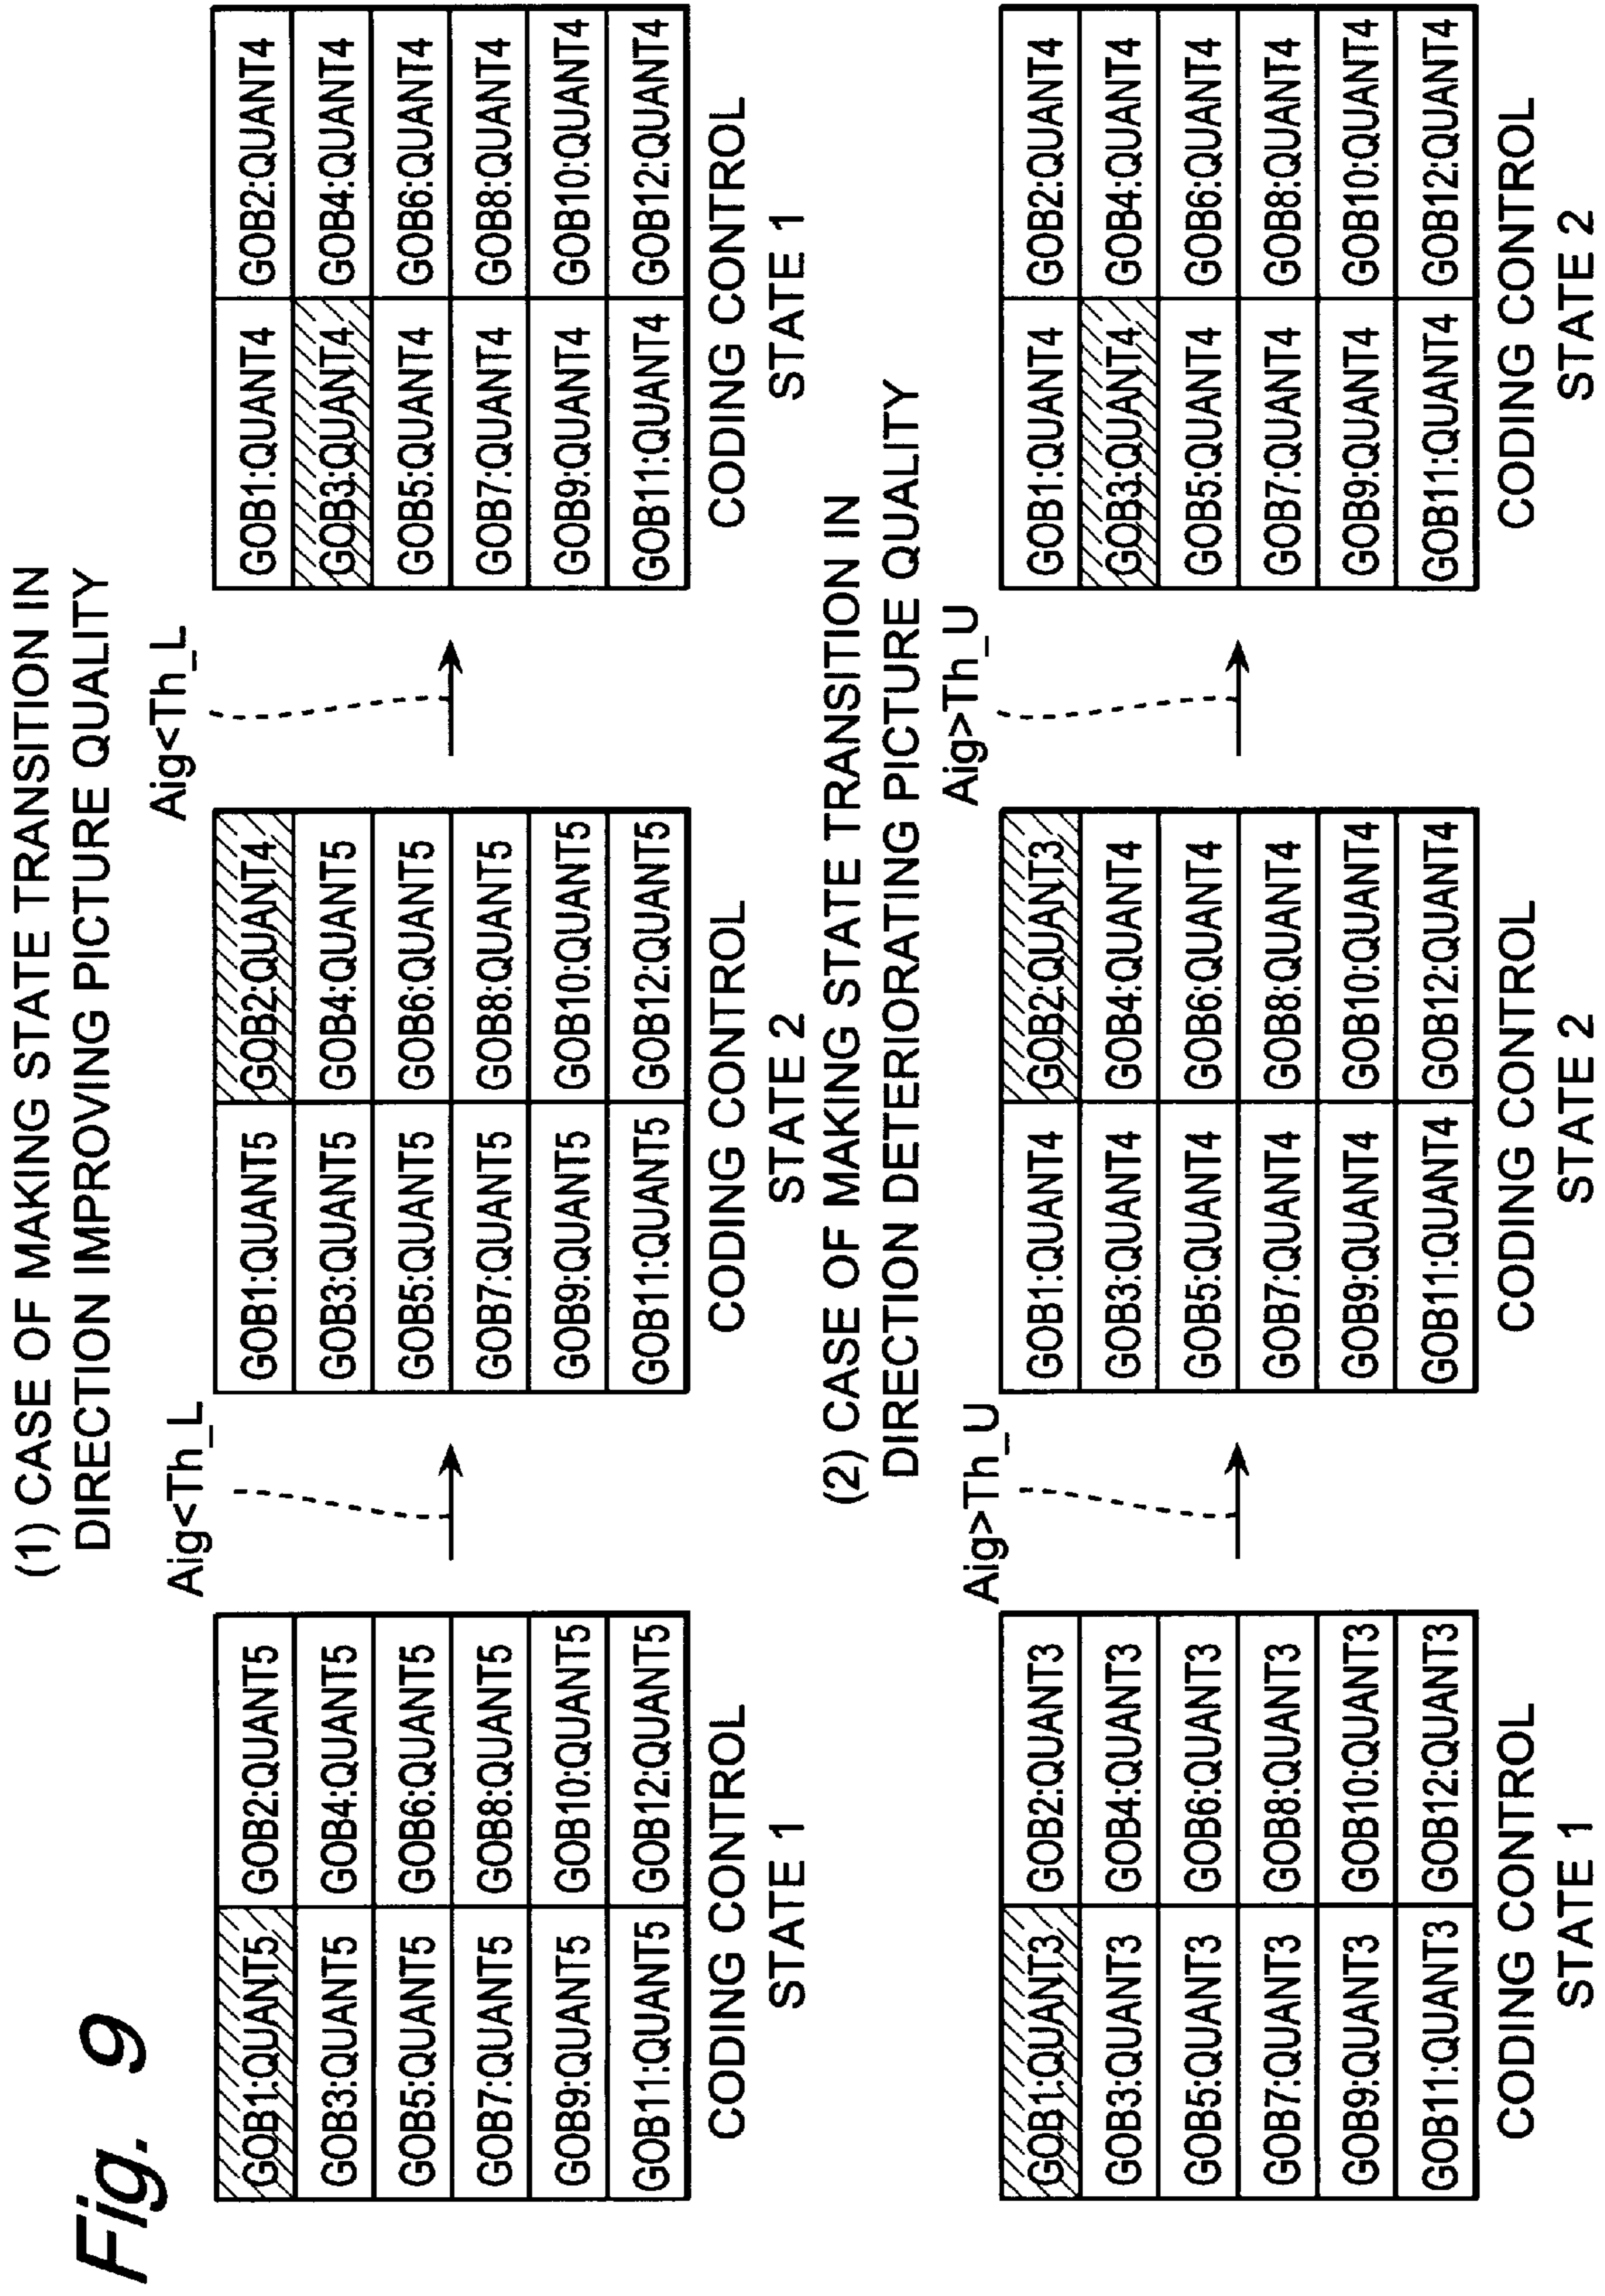 Fig. 9
(1) CASE OF MAKING STATE TRANSITION IN
DIRECTION IMPROVING PICTURE QUALITY
GOB1:QUANT5 GOB2:QUANT5
GOB3:QUANT5 GOB4:QUANT5
GOB5:QUANT5 GOB6:QUANT5
GOB7:QUANT5 GOB8:QUANT5
GOB9:QUANT5 GOB10:QUANT5
GOB11:QUANT5 GOB12:QUANT5
CODING CONTROL
STATE 1
Aig<Th_L
GOB1:QUANT5 GOB2:QUANT4
GOB3:QUANT5 GOB4:QUANT5
GOB5:QUANT5 GOB6:QUANT5
GOB7:QUANT5 GOB8:QUANT5
GOB9:QUANT5 GOB10:QUANT5
GOB11:QUANT5 GOB12:QUANT5
CODING CONTROL
STATE 2
Aig<Th_L
GOB1:QUANT4 GOB2:QUANT4
GOB3:QUANT4 GOB4:QUANT4
GOB5:QUANT4 GOB6:QUANT4
GOB7:QUANT4 GOB8:QUANT4
GOB9:QUANT4 GOB10:QUANT4
GOB11:QUANT4 GOB12:QUANT4
CODING CONTROL
STATE 1
(2) CASE OF MAKING STATE TRANSITION IN
DIRECTION DETERIORATING PICTURE QUALITY
GOB1:QUANT3 GOB2:QUANT3
GOB3:QUANT3 GOB4:QUANT3
GOB5:QUANT3 GOB6:QUANT3
GOB7:QUANT3 GOB8:QUANT3
GOB9:QUANT3 GOB10:QUANT3
GOB11:QUANT3 GOB12:QUANT3
CODING CONTROL
STATE 1
Aig>Th_U
GOB1:QUANT4 GOB2:QUANT3
GOB3:QUANT4 GOB4:QUANT4
GOB5:QUANT4 GOB6:QUANT4
GOB7:QUANT4 GOB8:QUANT4
GOB9:QUANT4 GOB10:QUANT4
GOB11:QUANT4 GOB12:QUANT4
CODING CONTROL
STATE 2
Aig>Th_U
GOB1:QUANT4 GOB2:QUANT4
GOB3:QUANT4 GOB4:QUANT4
GOB5:QUANT4 GOB6:QUANT4
GOB7:QUANT4 GOB8:QUANT4
GOB9:QUANT4 GOB10:QUANT4
GOB11:QUANT4 GOB12:QUANT4
CODING CONTROL
STATE 2